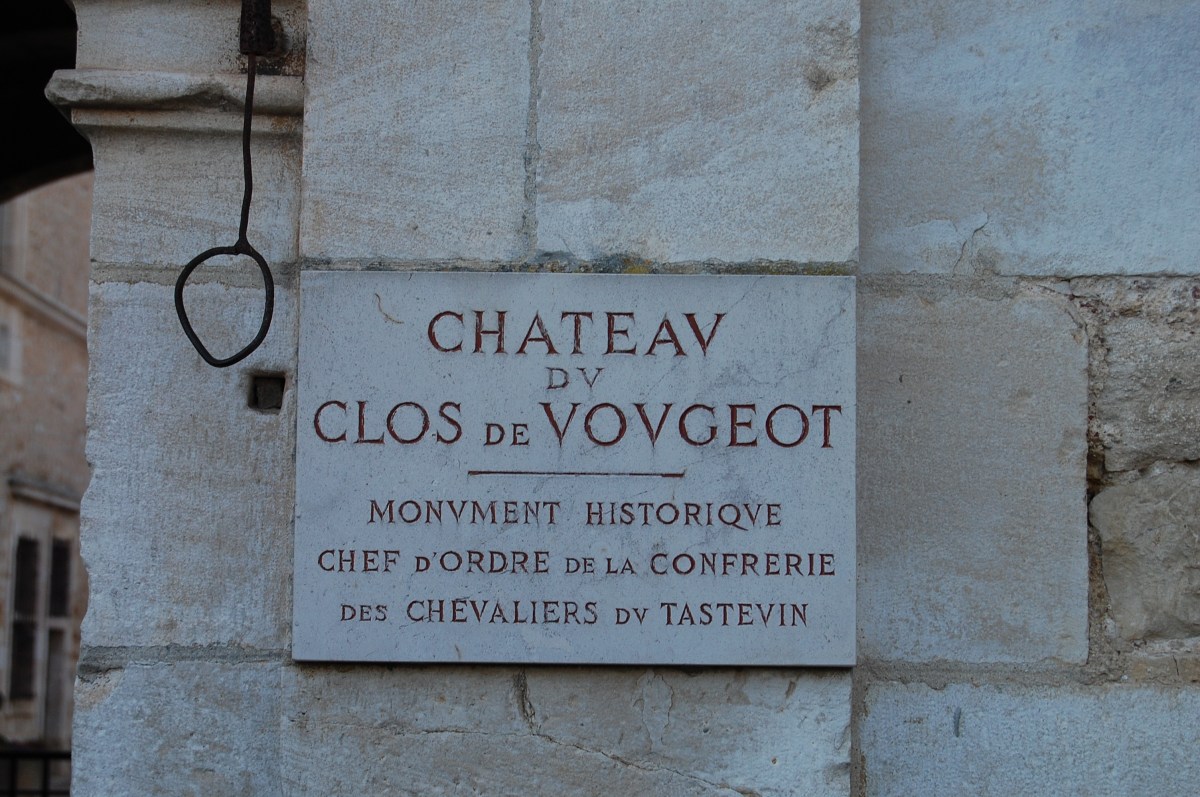 CHATEAV
DV
CLOS DE VOVGEOT
MONVMENT HISTORIQVE
CHEF D'ORDRE DE LA CONFRERIE
DES CHEVALIERS DV TASTEVIN